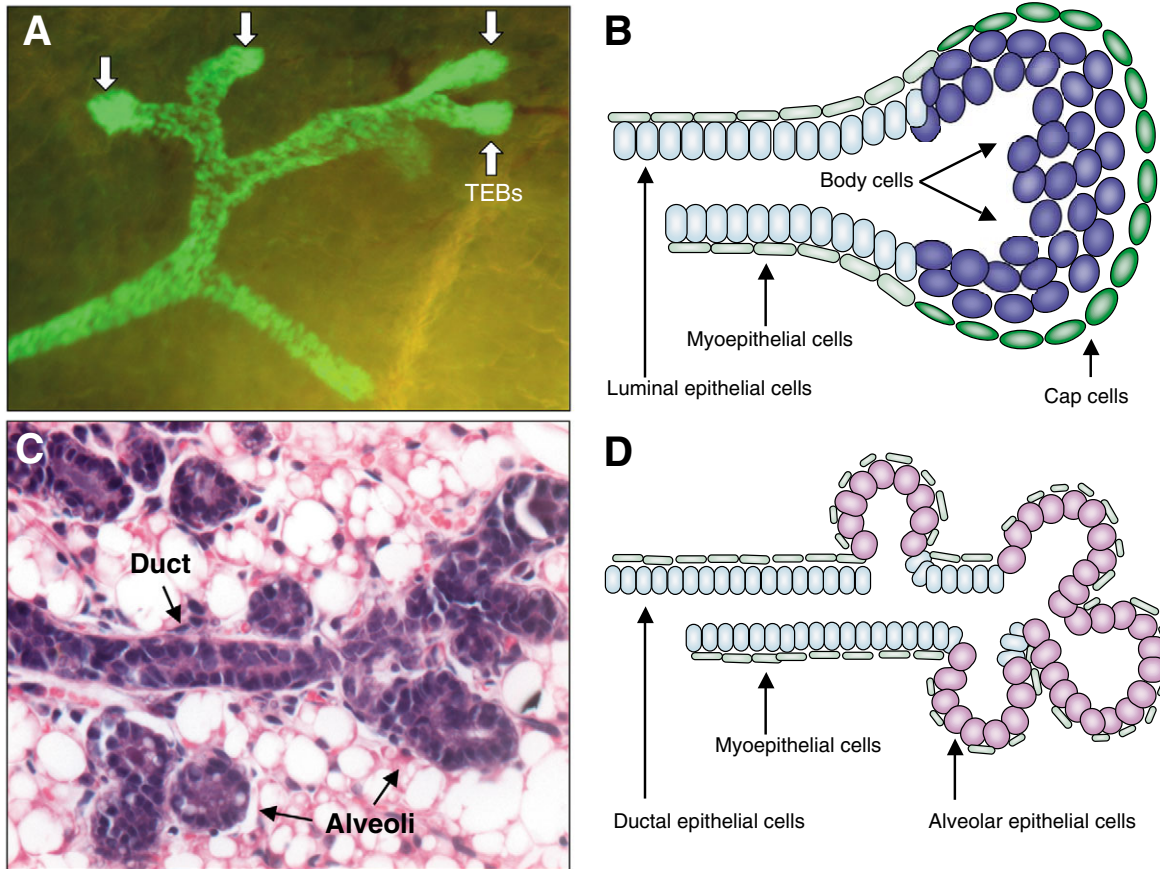 A
TEBs
B
Body cells
Myoepithelial cells
Luminal epithelial cells
Cap cells
C
Duct
Alveoli
D
Myoepithelial cells
Ductal epithelial cells
Alveolar epithelial cells